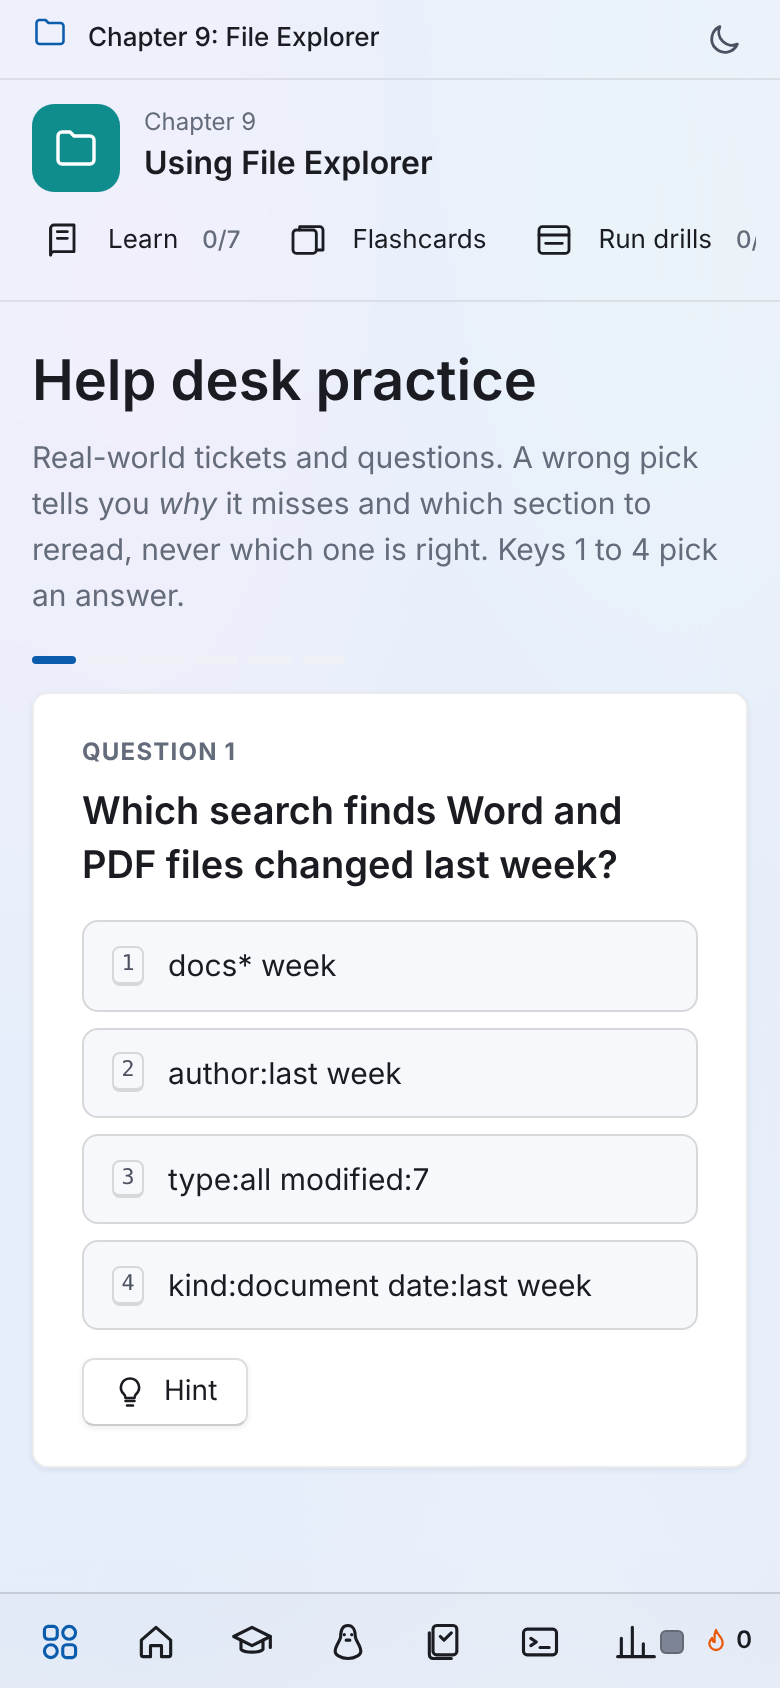 Chapter 9: File Explorer
Chapter 9
Using File Explorer
Learn 0/7 Flashcards Run drills 0/
Help desk practice
Real-world tickets and questions. A wrong pick
tells you why it misses and which section to
reread, never which one is right. Keys 1 to 4 pick
an answer.
QUESTION 1
Which search finds Word and
PDF files changed last week?
1 docs* week
2 author:last week
3 type:all modified:7
4 kind:document date:last week
Hint
0